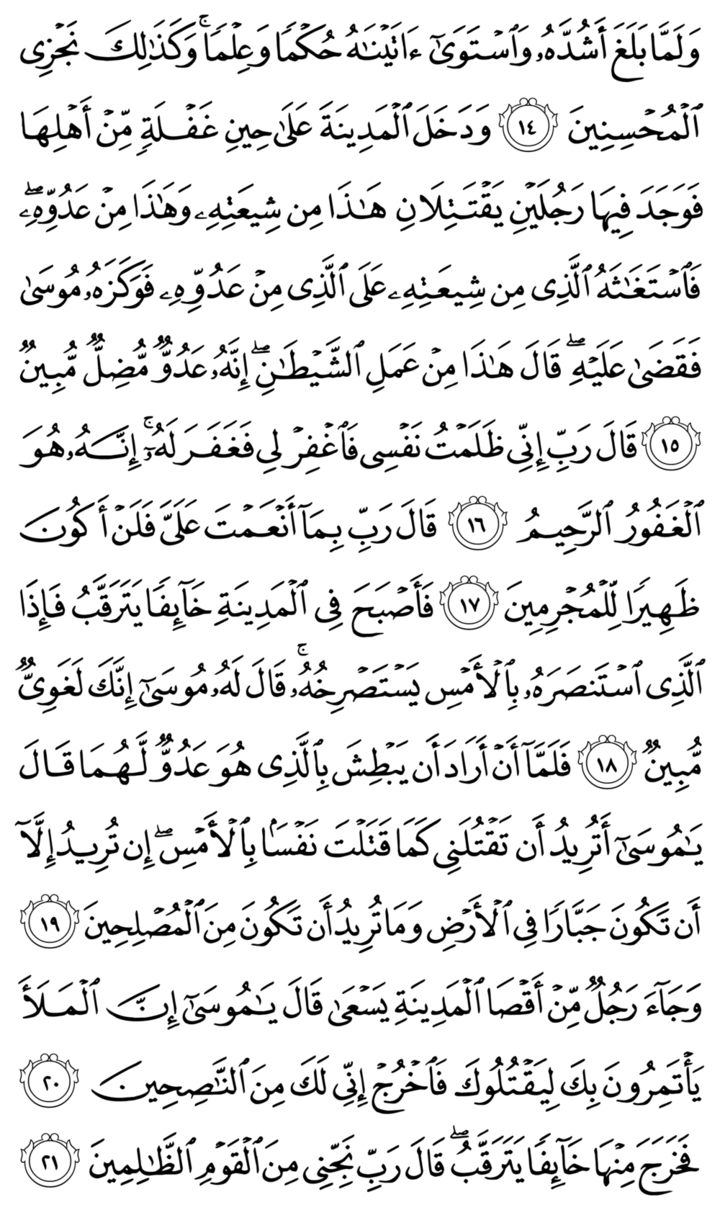 وَلَمَّا بَلَغَ أَشُدَّهُۥ وَٱسْتَوَىٰٓ ءَاتَيْنَٰهُ حُكْمًا وَعِلْمًا ۚ وَكَذَٰلِكَ نَجْزِى
ٱلْمُحْسِنِينَ ١٤ وَدَخَلَ ٱلْمَدِينَةَ عَلَىٰ حِينِ غَفْلَةٍ مِّنْ أَهْلِهَا
فَوَجَدَ فِيهَا رَجُلَيْنِ يَقْتَتِلَانِ هَٰذَا مِن شِيعَتِهِۦ وَهَٰذَا مِنْ عَدُوِّهِۦ ۖ
فَٱسْتَغَٰثَهُ ٱلَّذِى مِن شِيعَتِهِۦ عَلَى ٱلَّذِى مِنْ عَدُوِّهِۦ فَوَكَزَهُۥ مُوسَىٰ
فَقَضَىٰ عَلَيْهِ ۖ قَالَ هَٰذَا مِنْ عَمَلِ ٱلشَّيْطَٰنِ ۖ إِنَّهُۥ عَدُوٌّ مُّضِلٌّ مُّبِينٌ
١٥ قَالَ رَبِّ إِنِّى ظَلَمْتُ نَفْسِى فَٱغْفِرْ لِى فَغَفَرَ لَهُۥٓ ۚ إِنَّهُۥ هُوَ
ٱلْغَفُورُ ٱلرَّحِيمُ ١٦ قَالَ رَبِّ بِمَآ أَنْعَمْتَ عَلَىَّ فَلَنْ أَكُونَ
ظَهِيرًا لِّلْمُجْرِمِينَ ١٧ فَأَصْبَحَ فِى ٱلْمَدِينَةِ خَآئِفًا يَتَرَقَّبُ فَإِذَا
ٱلَّذِى ٱسْتَنصَرَهُۥ بِٱلْأَمْسِ يَسْتَصْرِخُهُۥ ۚ قَالَ لَهُۥ مُوسَىٰٓ إِنَّكَ لَغَوِىٌّ
مُّبِينٌ ١٨ فَلَمَّآ أَنْ أَرَادَ أَن يَبْطِشَ بِٱلَّذِى هُوَ عَدُوٌّ لَّهُمَا قَالَ
يَٰمُوسَىٰٓ أَتُرِيدُ أَن تَقْتُلَنِى كَمَا قَتَلْتَ نَفْسًۢا بِٱلْأَمْسِ ۖ إِن تُرِيدُ إِلَّآ
أَن تَكُونَ جَبَّارًا فِى ٱلْأَرْضِ وَمَا تُرِيدُ أَن تَكُونَ مِنَ ٱلْمُصْلِحِينَ ١٩
وَجَآءَ رَجُلٌ مِّنْ أَقْصَا ٱلْمَدِينَةِ يَسْعَىٰ قَالَ يَٰمُوسَىٰٓ إِنَّ ٱلْمَلَأَ
يَأْتَمِرُونَ بِكَ لِيَقْتُلُوكَ فَٱخْرُجْ إِنِّى لَكَ مِنَ ٱلنَّٰصِحِينَ ٢٠
فَخَرَجَ مِنْهَا خَآئِفًا يَتَرَقَّبُ ۖ قَالَ رَبِّ نَجِّنِى مِنَ ٱلْقَوْمِ ٱلظَّٰلِمِينَ ٢١